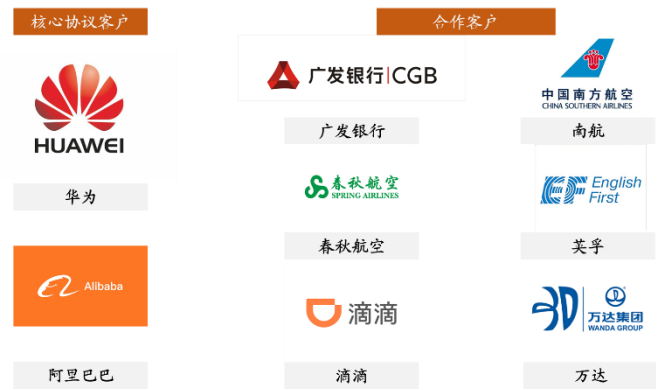 核心协议客户
合作客户
HUAWEI
华为
Alibaba
阿里巴巴
广发银行|CGB
广发银行
中国南方航空
CHINA SOUTHERN AIRLINES
南航
春秋航空
SPRING AIRLINES
春秋航空
EF English
First
英孚
滴滴
滴滴
万达集团
WANDA GROUP
万达